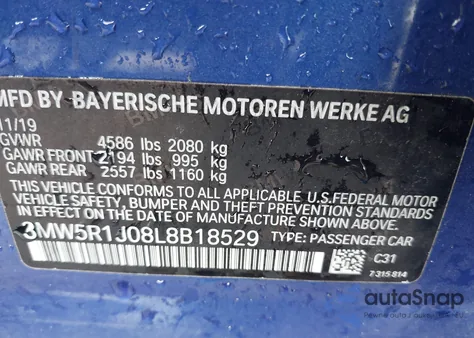 MFD BY BAYERISCHE MOTOREN WERKE AG
11/19
GVWR 4586 lbs 2080 kg
GAWR FRONT 2194 lbs 995 kg
GAWR REAR 2557 lbs 1160 kg
THIS VEHICLE CONFORMS TO ALL APPLICABLE U.S.FEDERAL MOTOR
VEHICLE SAFETY, BUMPER AND THEFT PREVENTION STANDARDS
IN EFFECT ON THE DATE OF MANUFACTURE SHOWN ABOVE.
3MW5R1J08L8B18529 TYPE: PASSENGER CAR
C31
7315814
autoSnap